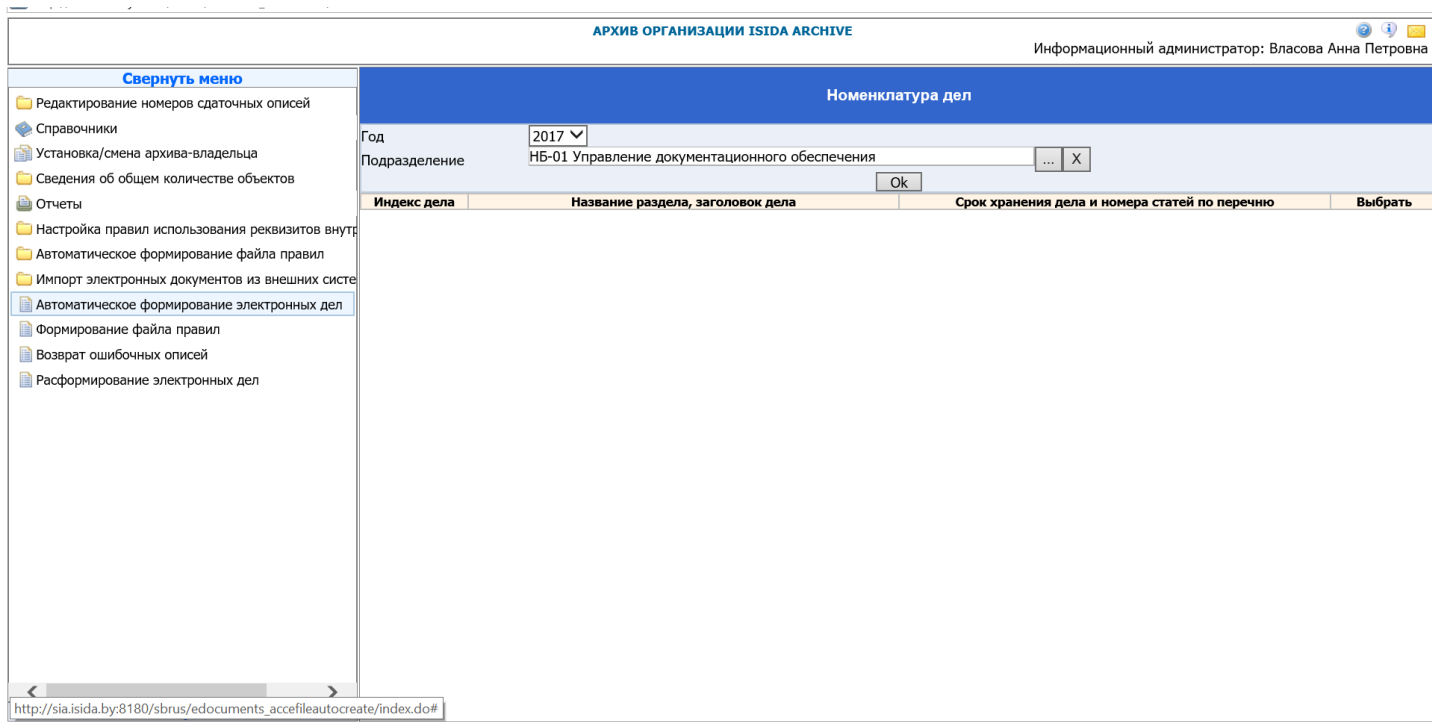 АРХИВ ОРГАНИЗАЦИИ ISIDA ARCHIVE
Информационный администратор: Власова Анна Петровна
Свернуть меню
Редактирование номеров сдаточных описей
Справочники
Установка/смена архива-владельца
Сведения об общем количестве объектов
Отчеты
Настройка правил использования реквизитов внутр
Автоматическое формирование файла правил
Импорт электронных документов из внешних систе
Автоматическое формирование электронных дел
Формирование файла правил
Возврат ошибочных описей
Расформирование электронных дел
Номенклатура дел
Год 2017
Подразделение НБ-01 Управление документационного обеспечения ... X
Ok
Индекс дела Название раздела, заголовок дела Срок хранения дела и номера статей по перечню Выбрать
http://sia.isida.by:8180/sbrus/edocuments_accefileautocreate/index.do#